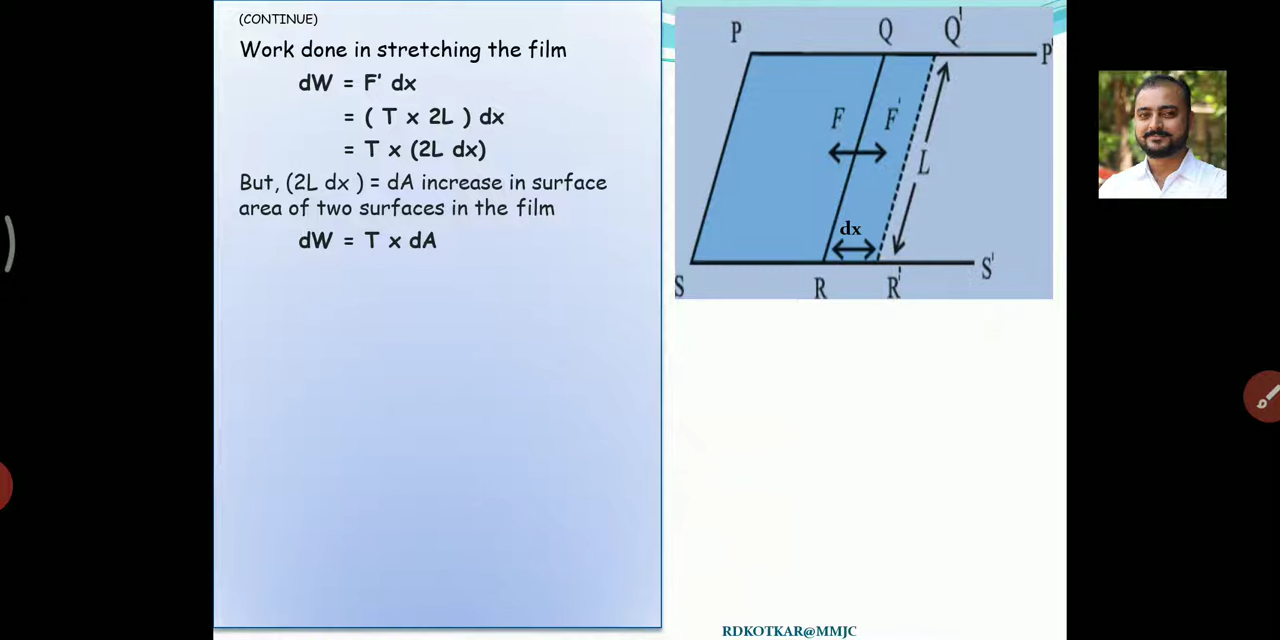 (CONTINUE)
Work done in stretching the film
dW = F' dx
= ( T x 2L ) dx
= T x (2L dx)
But, (2L dx ) = dA increase in surface
area of two surfaces in the film
dW = T x dA
P Q Q' P'
F F'
L
dx
S R R' S'
RDKOTKAR@MMJC